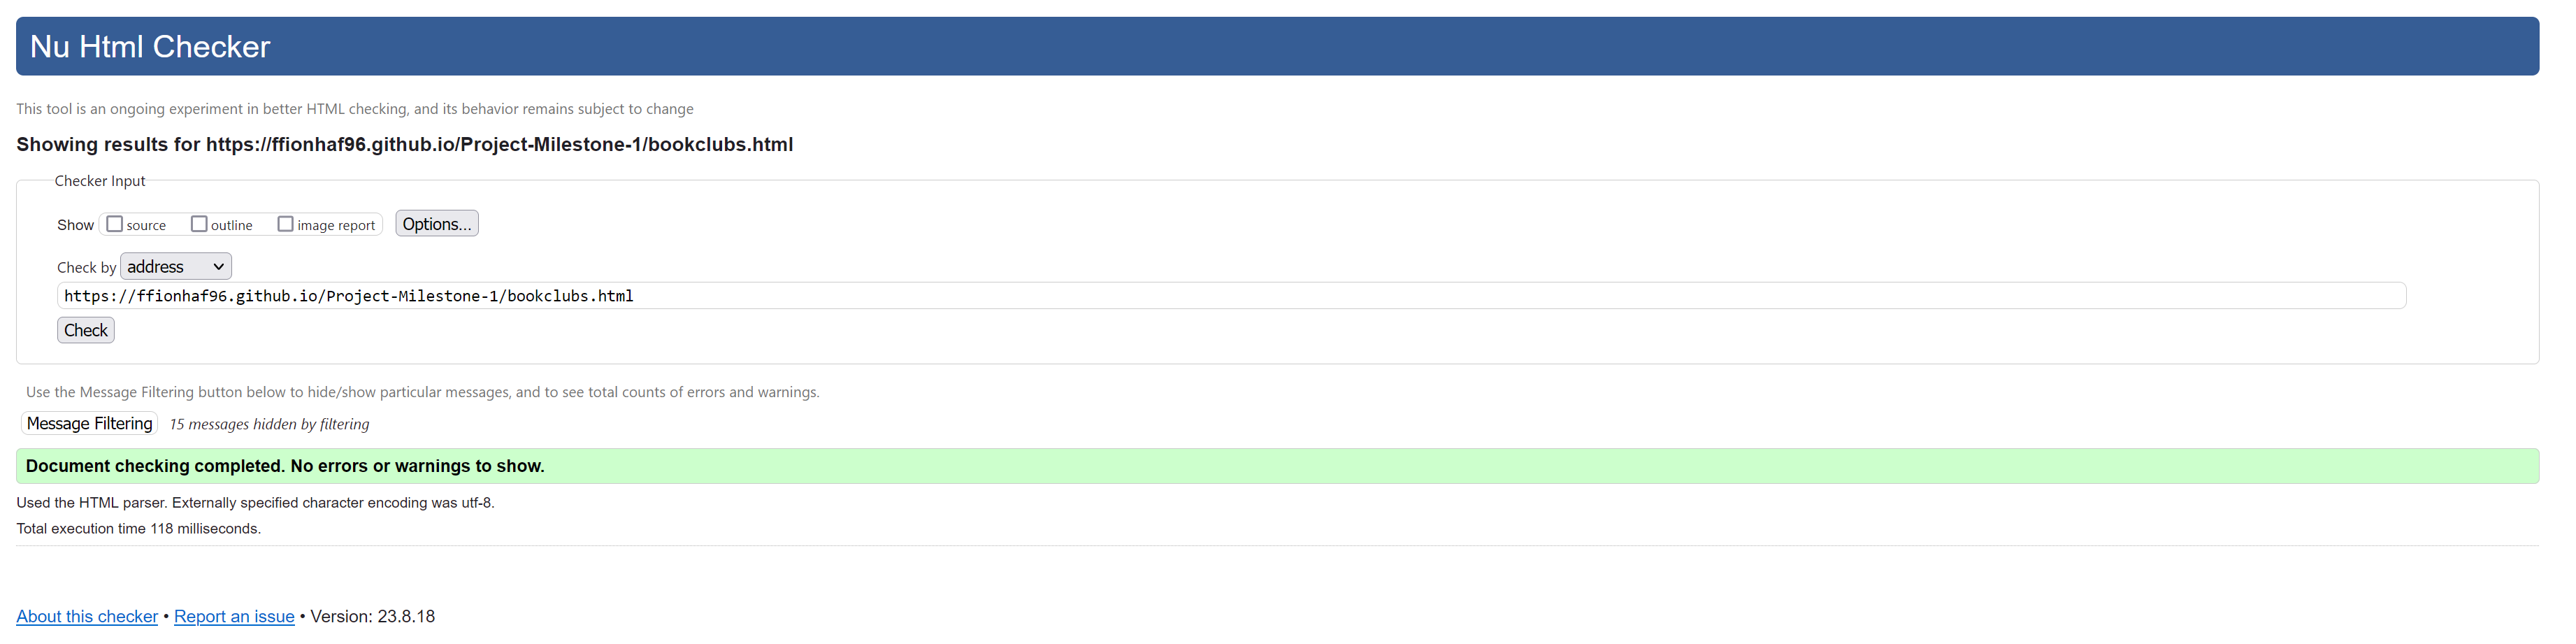 Nu Html Checker
This tool is an ongoing experiment in better HTML checking, and its behavior remains subject to change
Showing results for https://ffionhaf96.github.io/Project-Milestone-1/bookclubs.html
Checker Input
Show source outline image report Options...
Check by address
https://ffionhaf96.github.io/Project-Milestone-1/bookclubs.html
Check
Use the Message Filtering button below to hide/show particular messages, and to see total counts of errors and warnings.
Message Filtering 15 messages hidden by filtering
Document checking completed. No errors or warnings to show.
Used the HTML parser. Externally specified character encoding was utf-8.
Total execution time 118 milliseconds.
About this checker • Report an issue • Version: 23.8.18